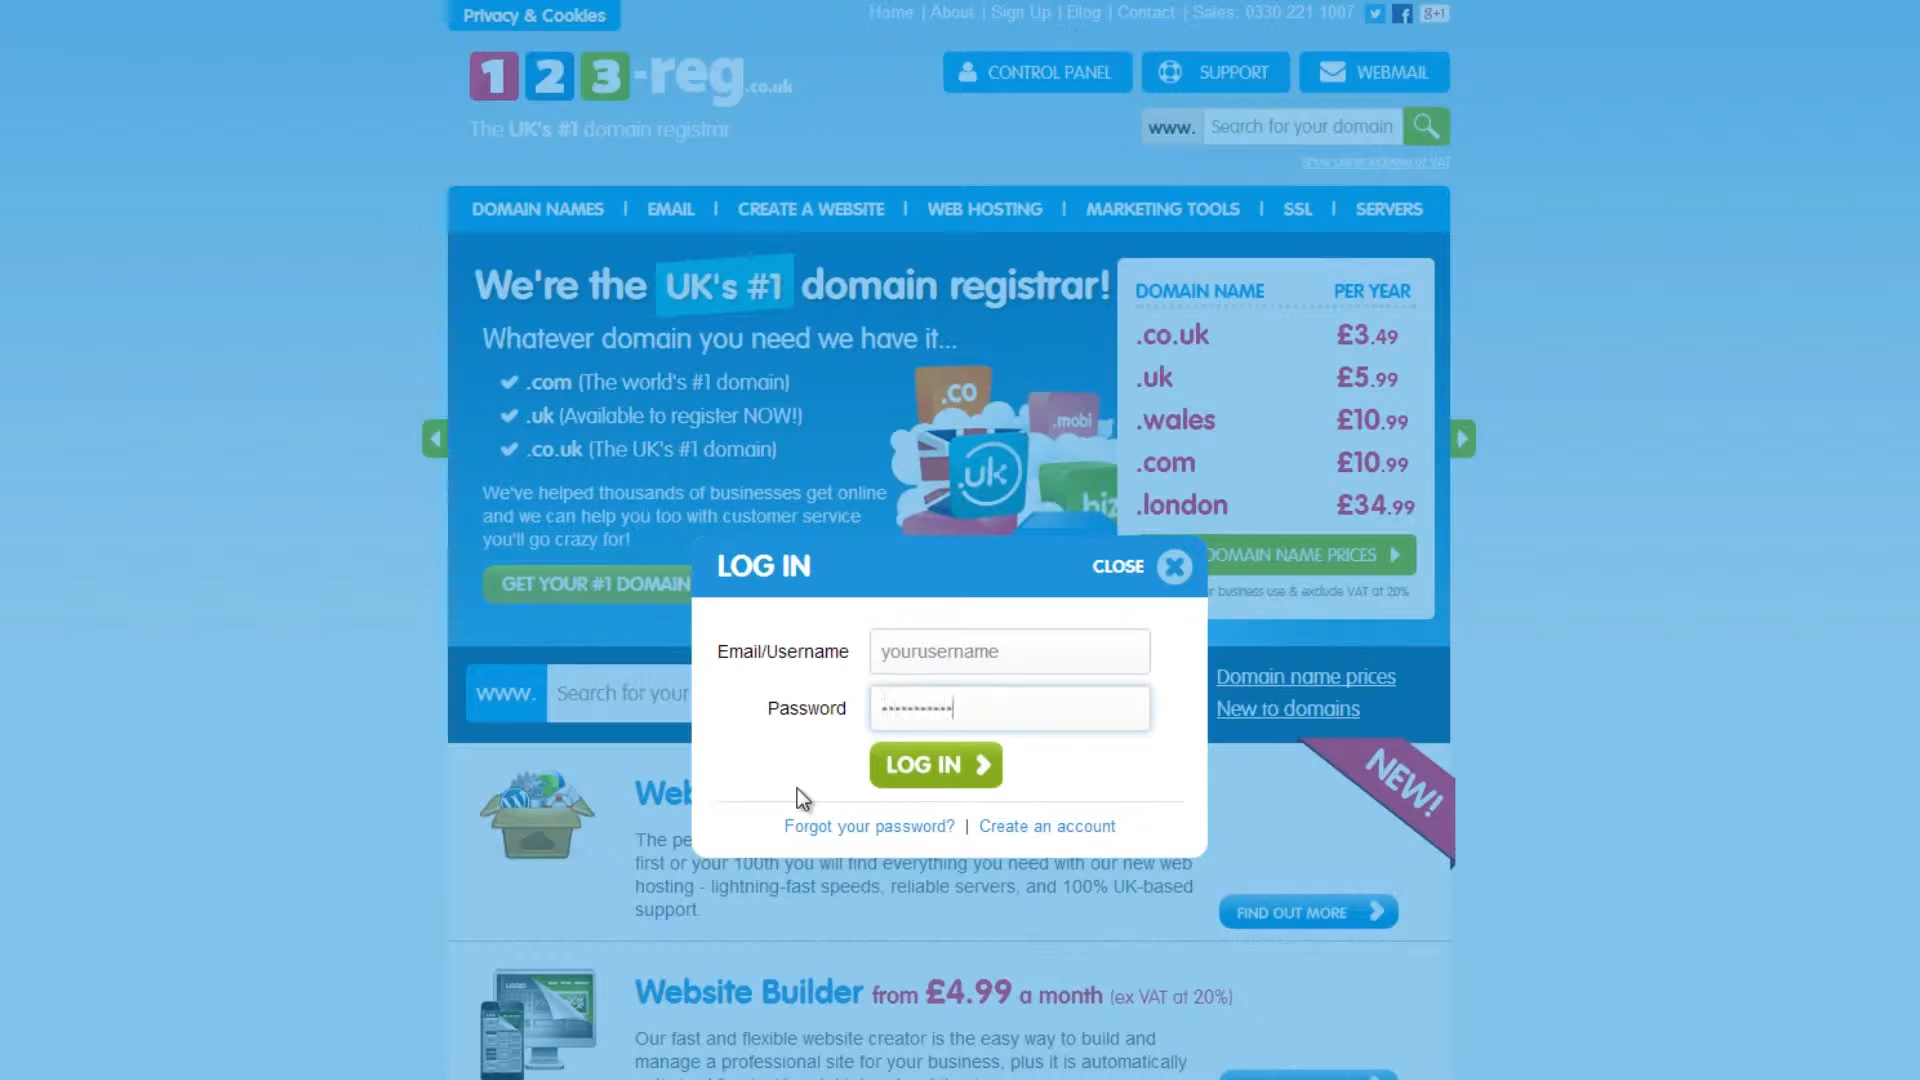 Privacy & Cookies
Home | About | Sign Up | Blog | Contact | Sales: 0330 221 1007
g+1
1 2 3 -reg.co.uk
The UK's #1 domain registrar
CONTROL PANEL
SUPPORT
WEBMAIL
www. Search for your domain
Show prices inclusive of VAT
DOMAIN NAMES | EMAIL | CREATE A WEBSITE | WEB HOSTING | MARKETING TOOLS | SSL | SERVERS
We're the UK's #1 domain registrar!
Whatever domain you need we have it...
.com (The world's #1 domain)
.uk (Available to register NOW!)
.co.uk (The UK's #1 domain)
We've helped thousands of businesses get online
and we can help you too with customer service
you'll go crazy for!
GET YOUR #1 DOMAIN
.co
.mobi
.uk
biz
DOMAIN NAME PER YEAR
.co.uk £3.49
.uk £5.99
.wales £10.99
.com £10.99
.london £34.99
DOMAIN NAME PRICES
business use & exclude VAT at 20%
LOG IN
CLOSE
Email/Username yourusername
Password
LOG IN
Forgot your password? | Create an account
www. Search for your
Domain name prices
New to domains
NEW!
Web
The pe
first or your 100th you will find everything you need with our new web
hosting - lightning-fast speeds, reliable servers, and 100% UK-based
support.
FIND OUT MORE
Website Builder from £4.99 a month (ex VAT at 20%)
Our fast and flexible website creator is the easy way to build and
manage a professional site for your business, plus it is automatically